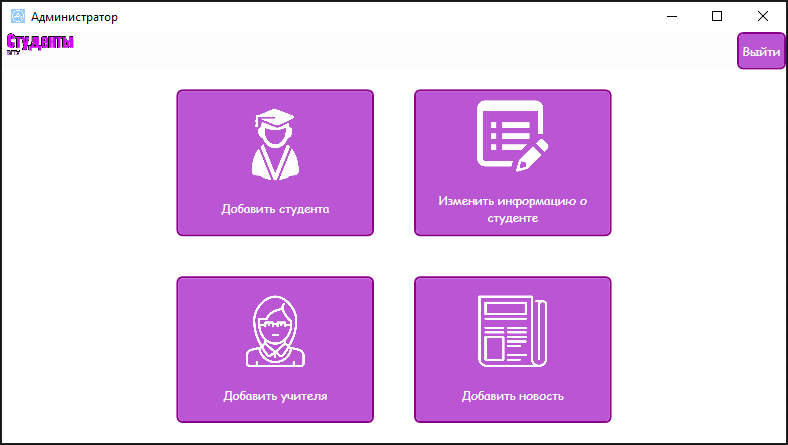 Администратор
Студенты
Выйти
Добавить студента
Изменить информацию о
студенте
Добавить учителя
Добавить новость